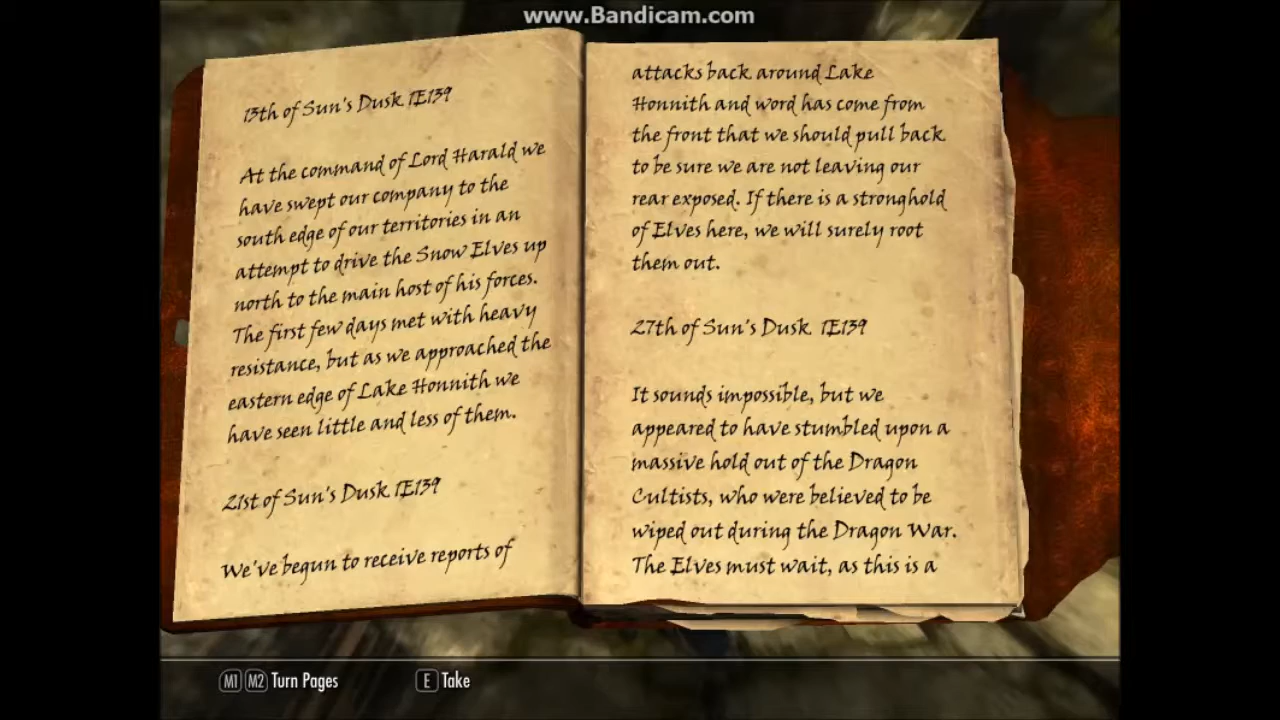 www.Bandicam.com
13th of Sun's Dusk 1E139
At the command of Lord Harald we
have swept our company to the
south edge of our territories in an
attempt to drive the Snow Elves up
north to the main host of his forces.
The first few days met with heavy
resistance, but as we approached the
eastern edge of Lake Honnith we
have seen little and less of them.
21st of Sun's Dusk 1E139
We've begun to receive reports of
attacks back around Lake
Honnith and word has come from
the front that we should pull back
to be sure we are not leaving our
rear exposed. If there is a stronghold
of Elves here, we will surely root
them out.
27th of Sun's Dusk 1E139
It sounds impossible, but we
appeared to have stumbled upon a
massive hold out of the Dragon
Cultists, who were believed to be
wiped out during the Dragon War.
The Elves must wait, as this is a
M1 M2 Turn Pages
E Take